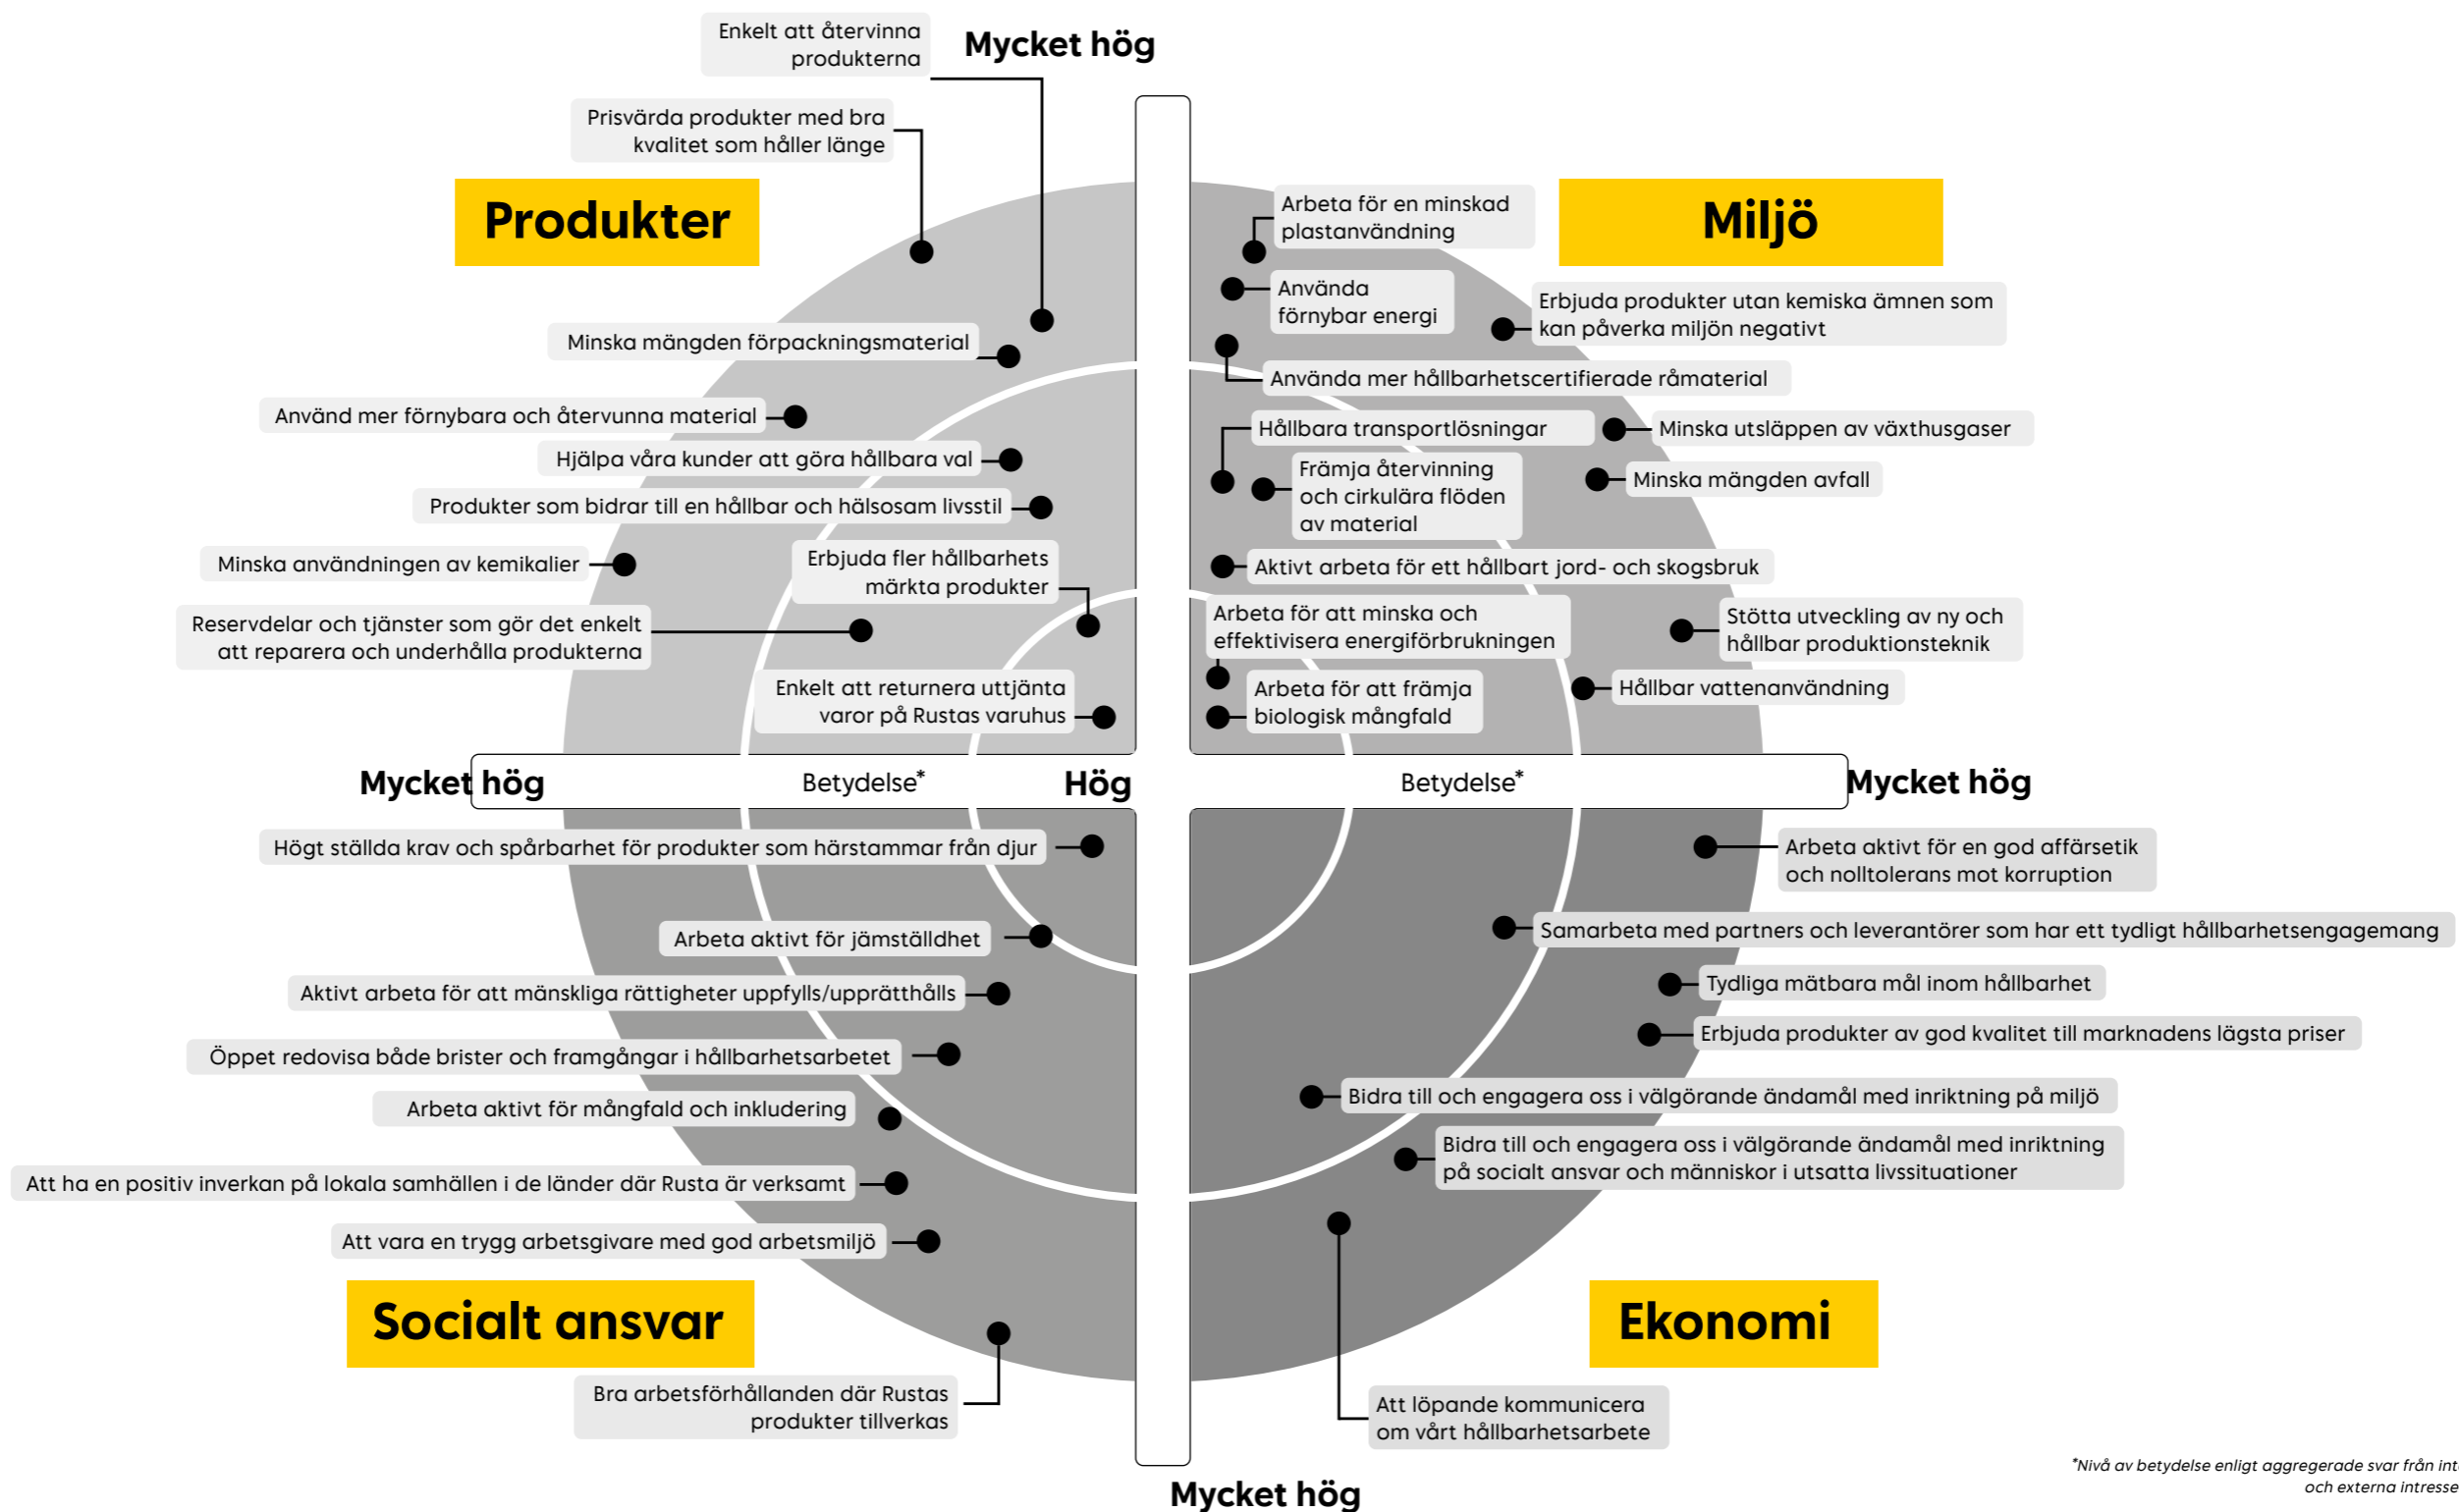 Enkelt att återvinna
produkterna
Mycket hög
Prisvärda produkter med bra
kvalitet som håller länge
Produkter
Minska mängden förpackningsmaterial
Använd mer förnybara och återvunna material
Hjälpa våra kunder att göra hållbara val
Produkter som bidrar till en hållbar och hälsosam livsstil
Minska användningen av kemikalier
Erbjuda fler hållbarhets
märkta produkter
Reservdelar och tjänster som gör det enkelt
att reparera och underhålla produkterna
Enkelt att returnera uttjänta
varor på Rustas varuhus
Miljö
Arbeta för en minskad
plastanvändning
Använda
förnybar energi
Erbjuda produkter utan kemiska ämnen som
kan påverka miljön negativt
Använda mer hållbarhetscertifierade råmaterial
Hållbara transportlösningar
Minska utsläppen av växthusgaser
Främja återvinning
och cirkulära flöden
av material
Minska mängden avfall
Aktivt arbeta för ett hållbart jord- och skogsbruk
Arbeta för att minska och
effektivisera energiförbrukningen
Stötta utveckling av ny och
hållbar produktionsteknik
Arbeta för att främja
biologisk mångfald
Hållbar vattenanvändning
Mycket hög
Betydelse*
Hög
Betydelse*
Mycket hög
Högt ställda krav och spårbarhet för produkter som härstammar från djur
Arbeta aktivt för jämställdhet
Aktivt arbeta för att mänskliga rättigheter uppfylls/upprätthålls
Öppet redovisa både brister och framgångar i hållbarhetsarbetet
Arbeta aktivt för mångfald och inkludering
Att ha en positiv inverkan på lokala samhällen i de länder där Rusta är verksamt
Att vara en trygg arbetsgivare med god arbetsmiljö
Socialt ansvar
Bra arbetsförhållanden där Rustas
produkter tillverkas
Arbeta aktivt för en god affärsetik
och nolltolerans mot korruption
Samarbeta med partners och leverantörer som har ett tydligt hållbarhetsengagemang
Tydliga mätbara mål inom hållbarhet
Erbjuda produkter av god kvalitet till marknadens lägsta priser
Bidra till och engagera oss i välgörande ändamål med inriktning på miljö
Bidra till och engagera oss i välgörande ändamål med inriktning
på socialt ansvar och människor i utsatta livssituationer
Ekonomi
Att löpande kommunicera
om vårt hållbarhetsarbete
Mycket hög
*Nivå av betydelse enligt aggregerade svar från
och externa